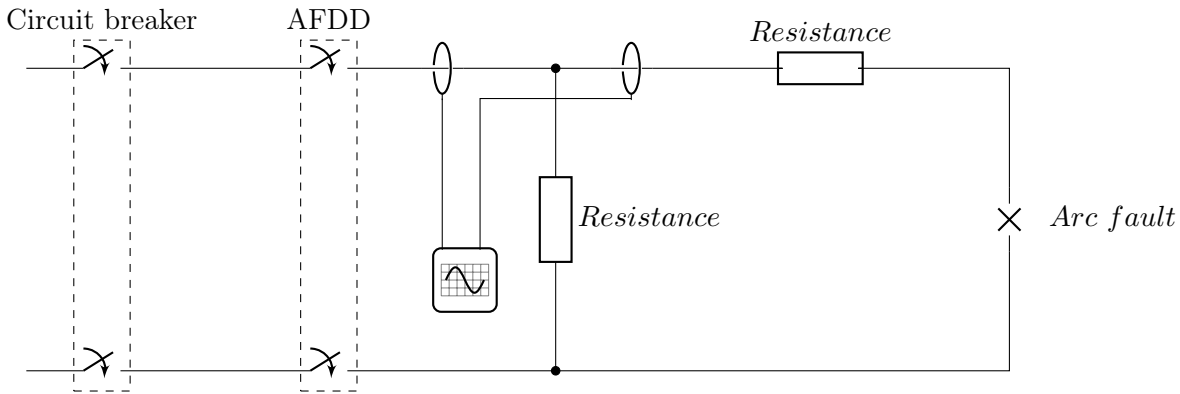 Circuit breaker
AFDD
Resistance
Resistance
Arc fault